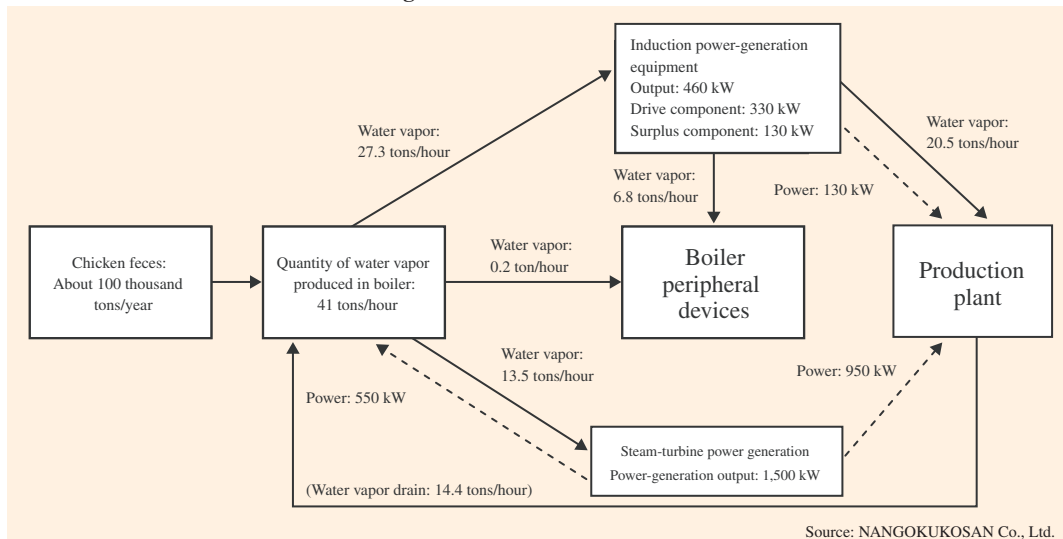 Induction power-generation
equipment
Output: 460 kW
Drive component: 330 kW
Surplus component: 130 kW
Water vapor:
27.3 tons/hour
Water vapor:
20.5 tons/hour
Water vapor:
6.8 tons/hour
Power: 130 kW
Chicken feces:
About 100 thousand
tons/year
Quantity of water vapor
produced in boiler:
41 tons/hour
Water vapor:
0.2 ton/hour
Boiler
peripheral
devices
Production
plant
Water vapor:
13.5 tons/hour
Power: 550 kW
Power: 950 kW
Steam-turbine power generation
Power-generation output: 1,500 kW
(Water vapor drain: 14.4 tons/hour)
Source: NANGOKUKOSAN Co., Ltd.